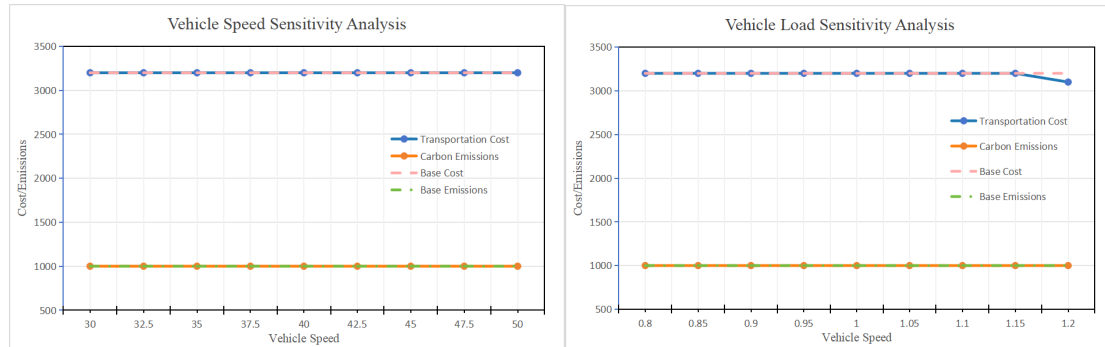 Vehicle Speed Sensitivity Analysis
3500
3000
2500
2000
1500
1000
500
Cost/Emissions
Transportation Cost
Carbon Emissions
Base Cost
Base Emissions
30 32.5 35 37.5 40 42.5 45 47.5 50
Vehicle Speed
Vehicle Load Sensitivity Analysis
3500
3000
2500
2000
1500
1000
500
Cost/Emissions
Transportation Cost
Carbon Emissions
Base Cost
Base Emissions
0.8 0.85 0.9 0.95 1 1.05 1.1 1.15 1.2
Vehicle Speed